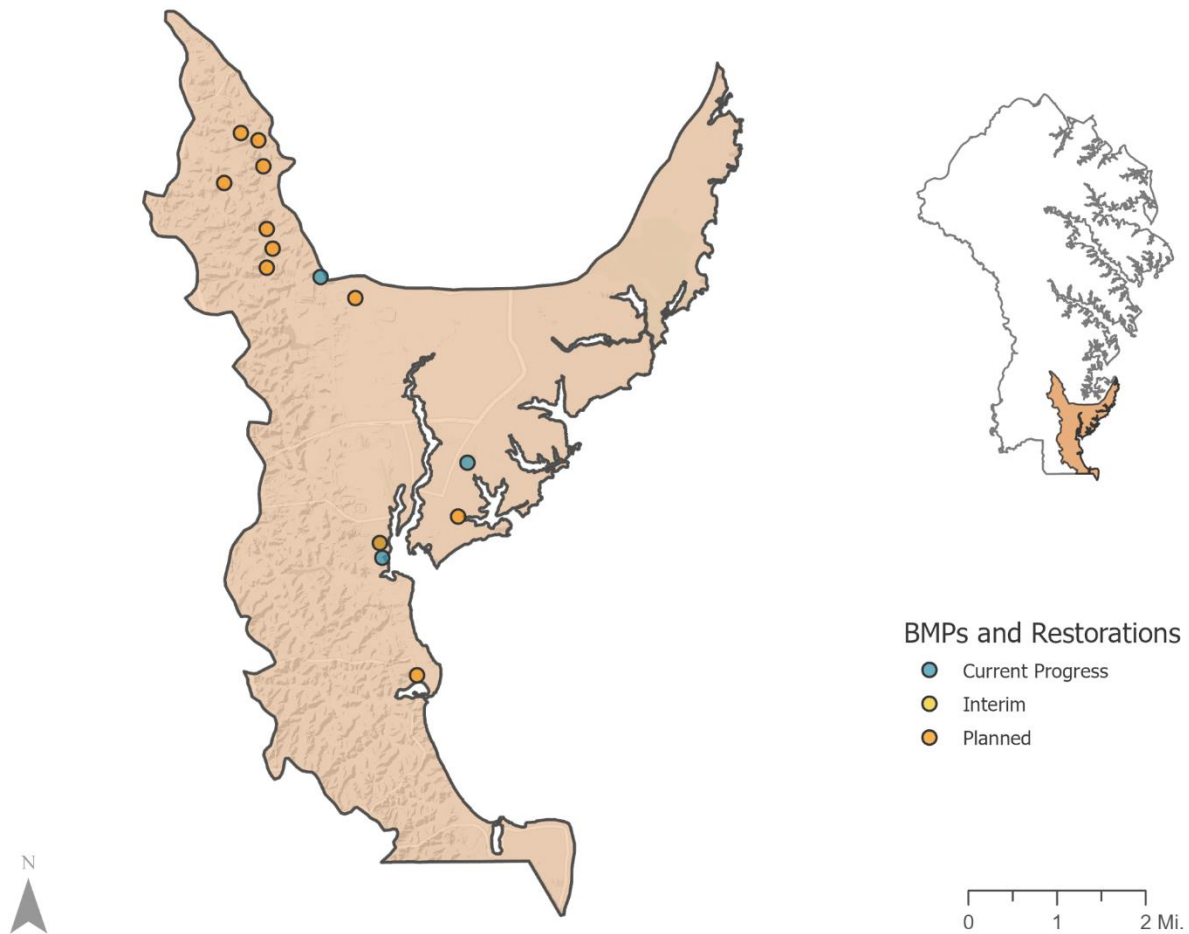 BMPs and Restorations
Current Progress
Interim
Planned
N
0 1 2 Mi.